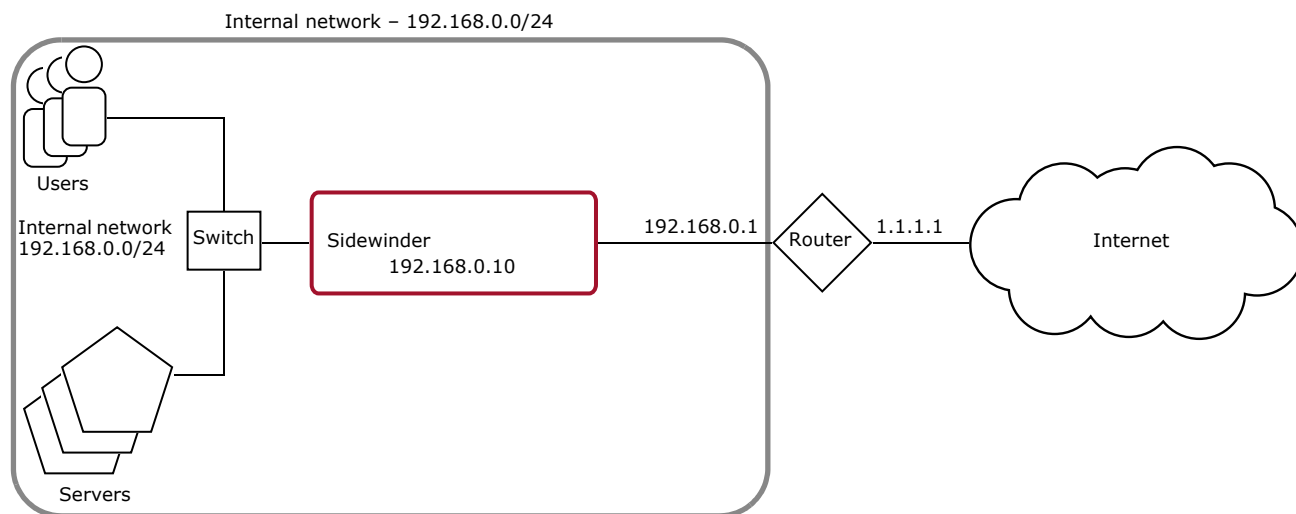 Internal network – 192.168.0.0/24
Users
Internal network
192.168.0.0/24
Switch
Sidewinder
192.168.0.10
192.168.0.1
Router
1.1.1.1
Internet
Servers